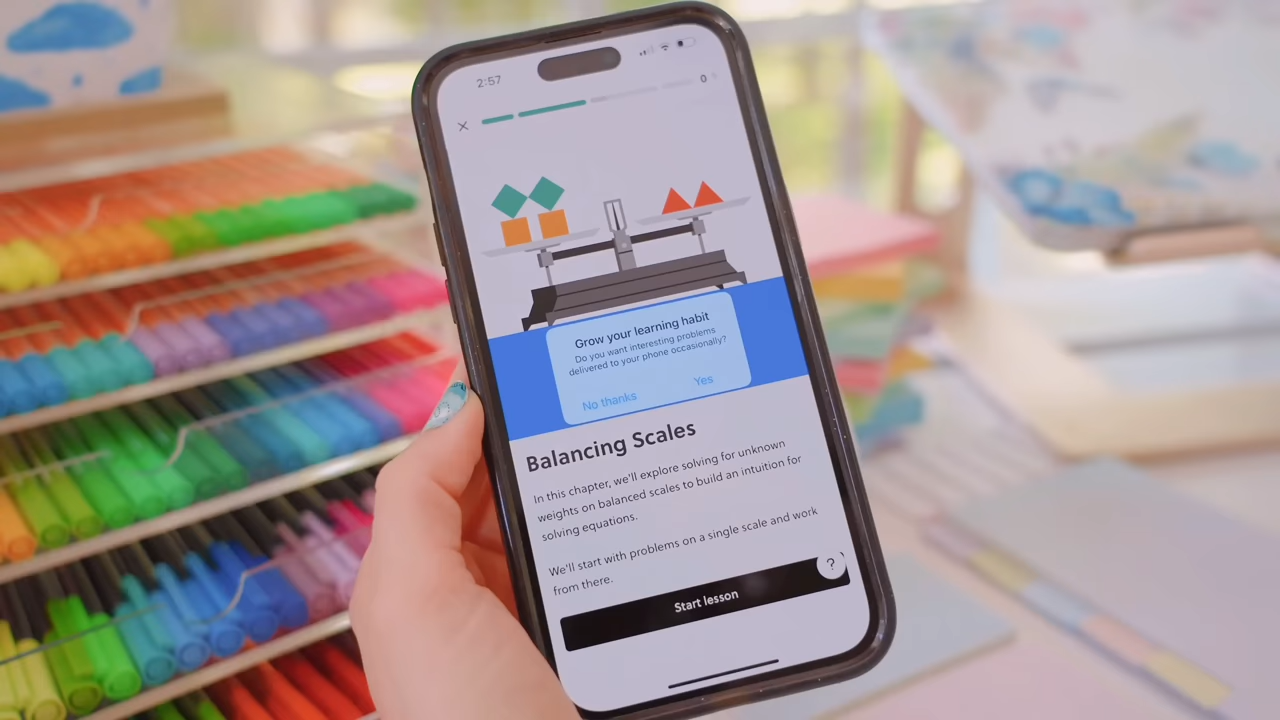 2:57
0
Grow your learning habit
Do you want interesting problems
delivered to your phone occasionally?
No thanks
Yes
Balancing Scales
In this chapter, we'll explore solving for unknown
weights on balanced scales to build an intuition for
solving equations.
We'll start with problems on a single scale and work
from there.
?
Start lesson